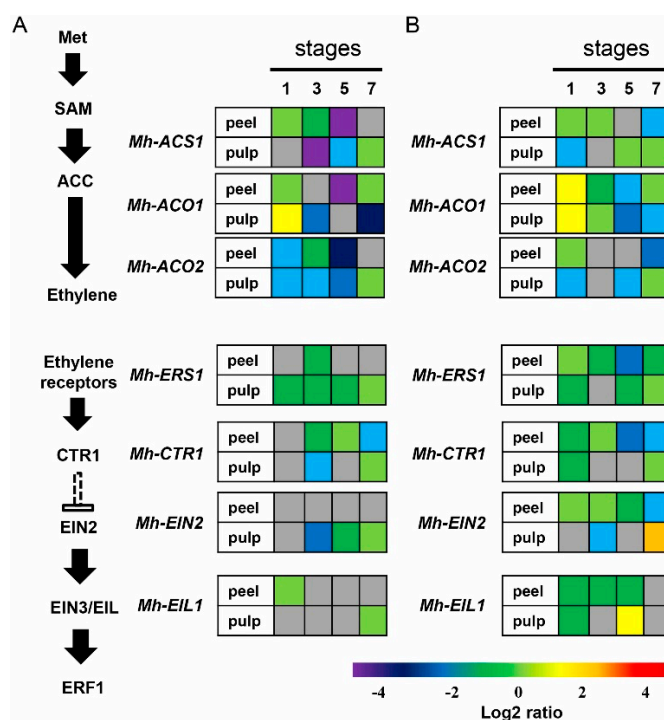 A
B
Met
stages
stages
1 3 5 7
1 3 5 7
SAM
Mh-ACS1
peel
pulp
Mh-ACS1
peel
pulp
ACC
Mh-ACO1
peel
pulp
Mh-ACO1
peel
pulp
Mh-ACO2
peel
pulp
Mh-ACO2
peel
pulp
Ethylene
Ethylene
receptors
Mh-ERS1
peel
pulp
Mh-ERS1
peel
pulp
CTR1
Mh-CTR1
peel
pulp
Mh-CTR1
peel
pulp
EIN2
Mh-EIN2
peel
pulp
Mh-EIN2
peel
pulp
EIN3/EIL
Mh-EIL1
peel
pulp
Mh-EIL1
peel
pulp
ERF1
-4 -2 0 2 4
Log2 ratio